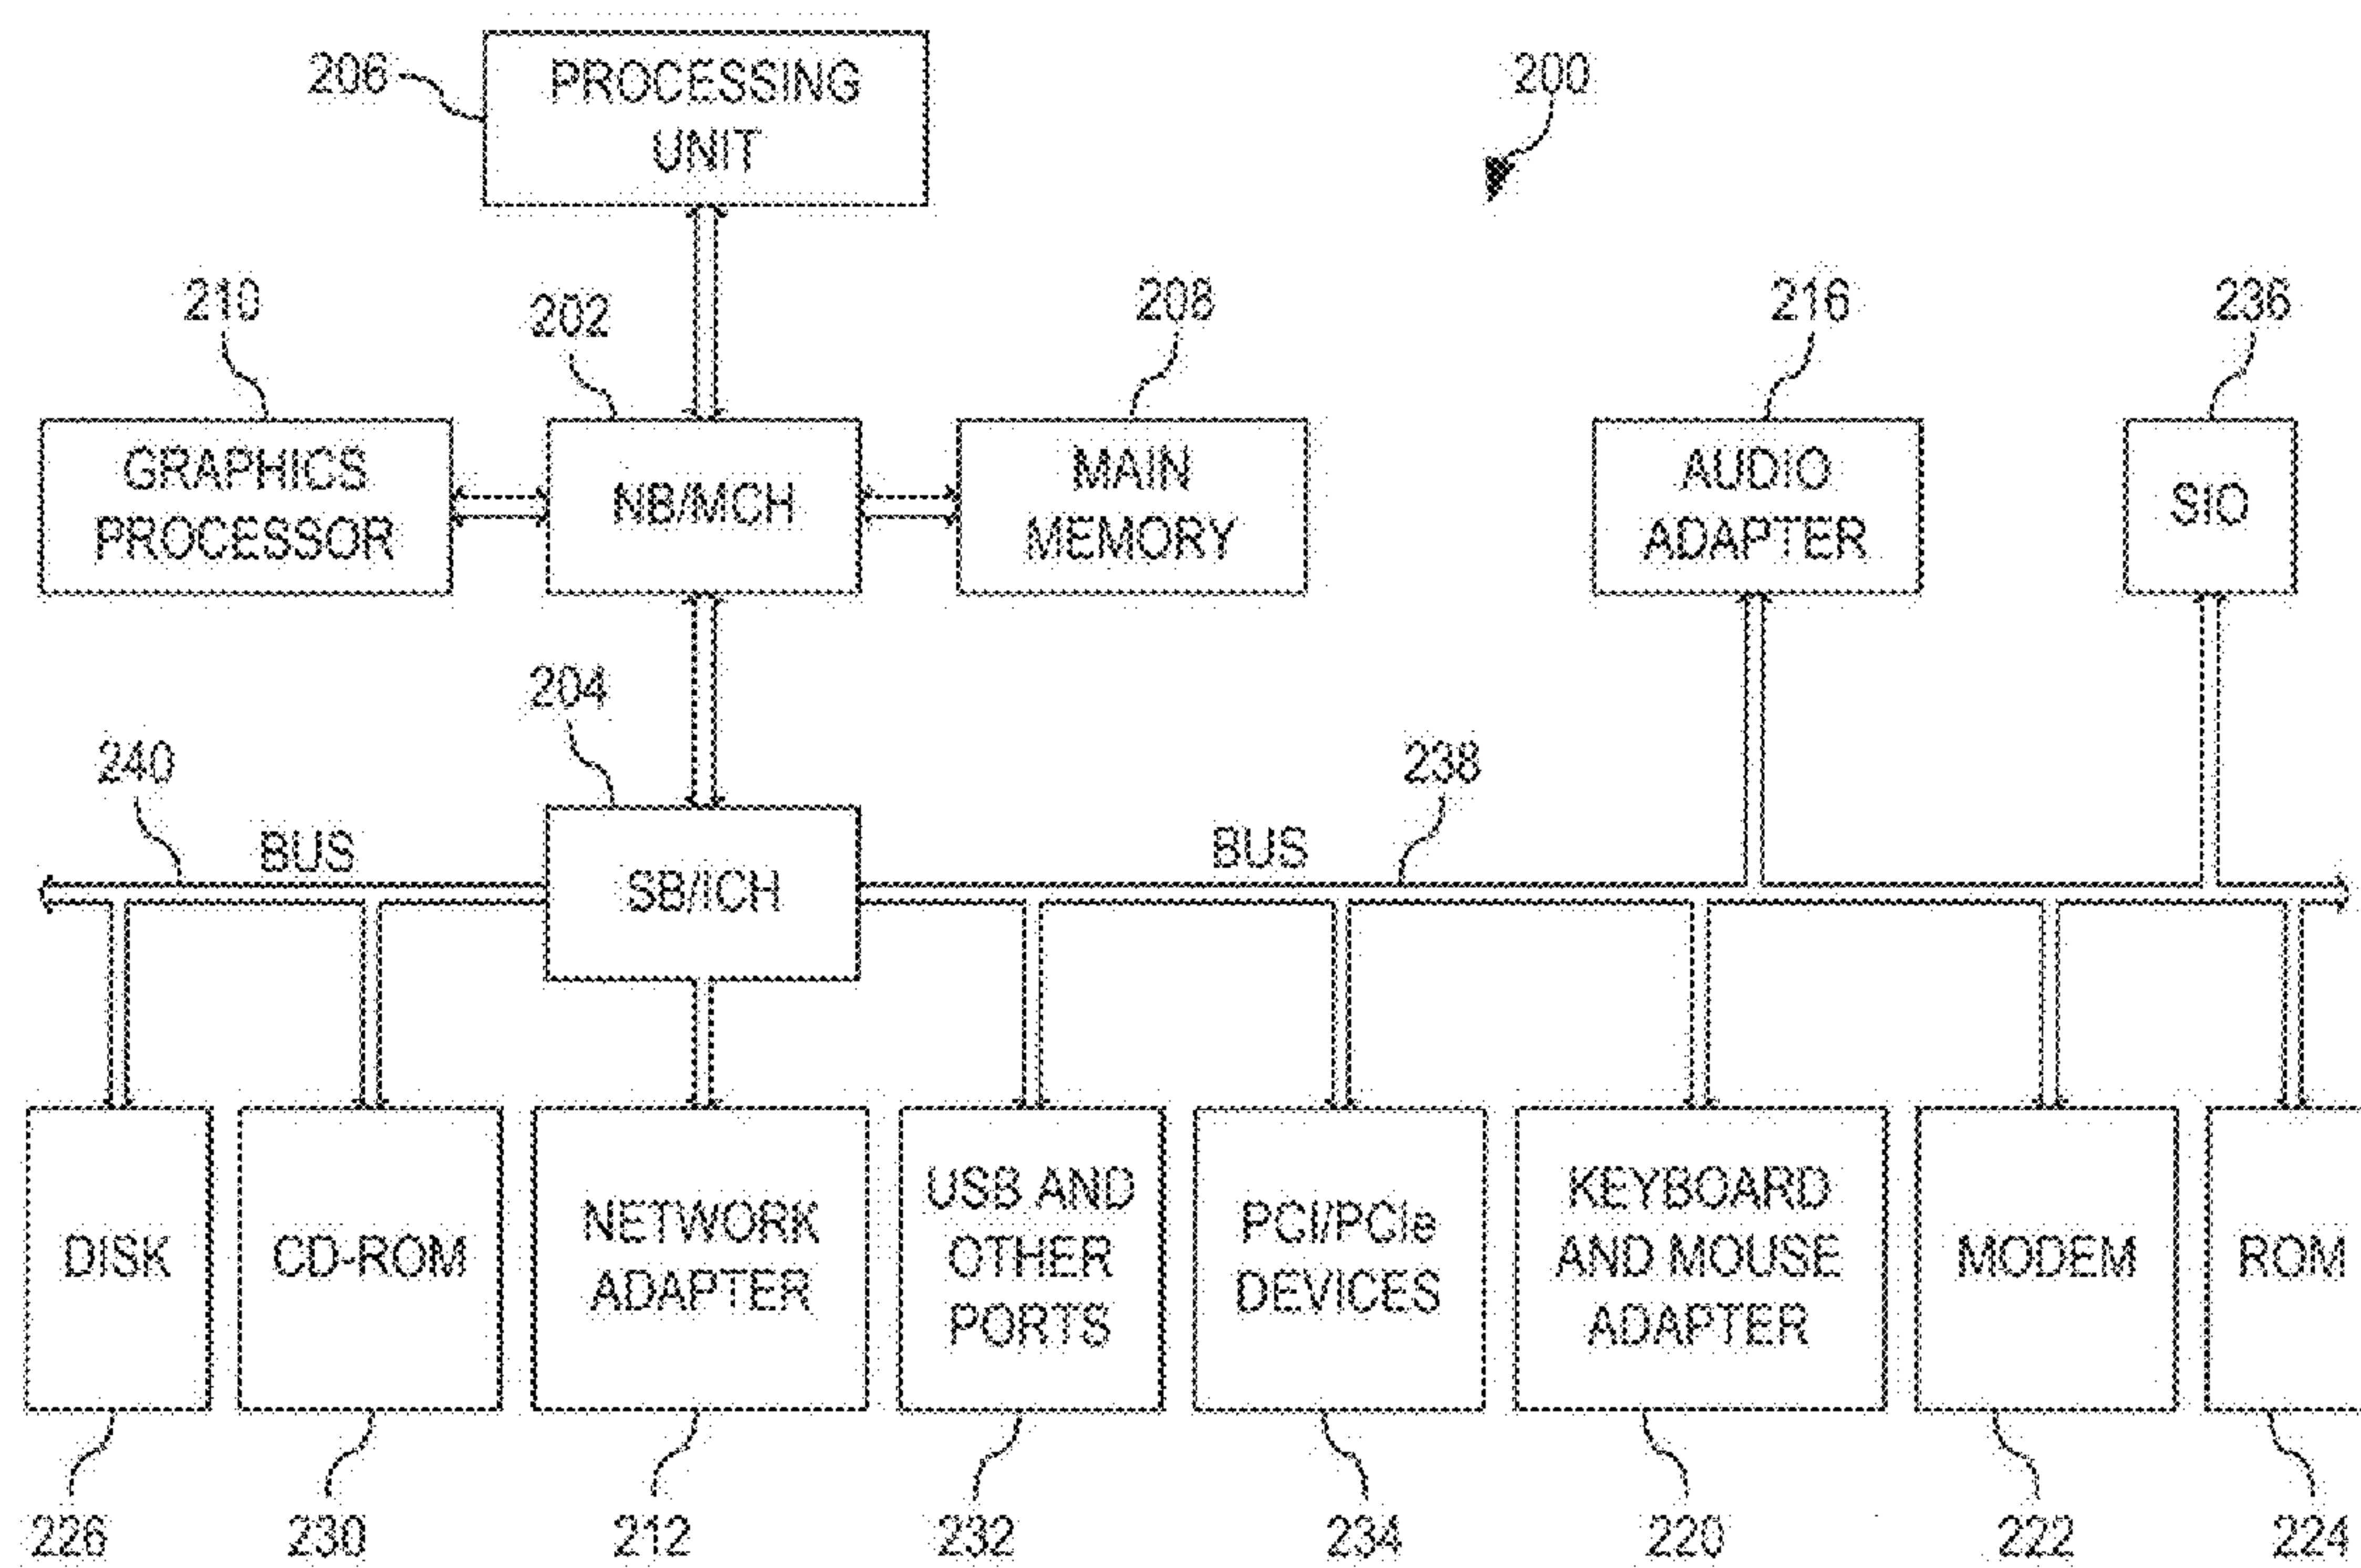 206
PROCESSING
UNIT
200
210
202
208
216
236
GRAPHICS
PROCESSOR
NB/MCH
MAIN
MEMORY
AUDIO
ADAPTER
SIO
204
240
238
BUS
SB/ICH
BUS
DISK
CD-ROM
NETWORK
ADAPTER
USB AND
OTHER
PORTS
PCI/PCIe
DEVICES
KEYBOARD
AND MOUSE
ADAPTER
MODEM
ROM
226
230
212
232
234
220
222
224